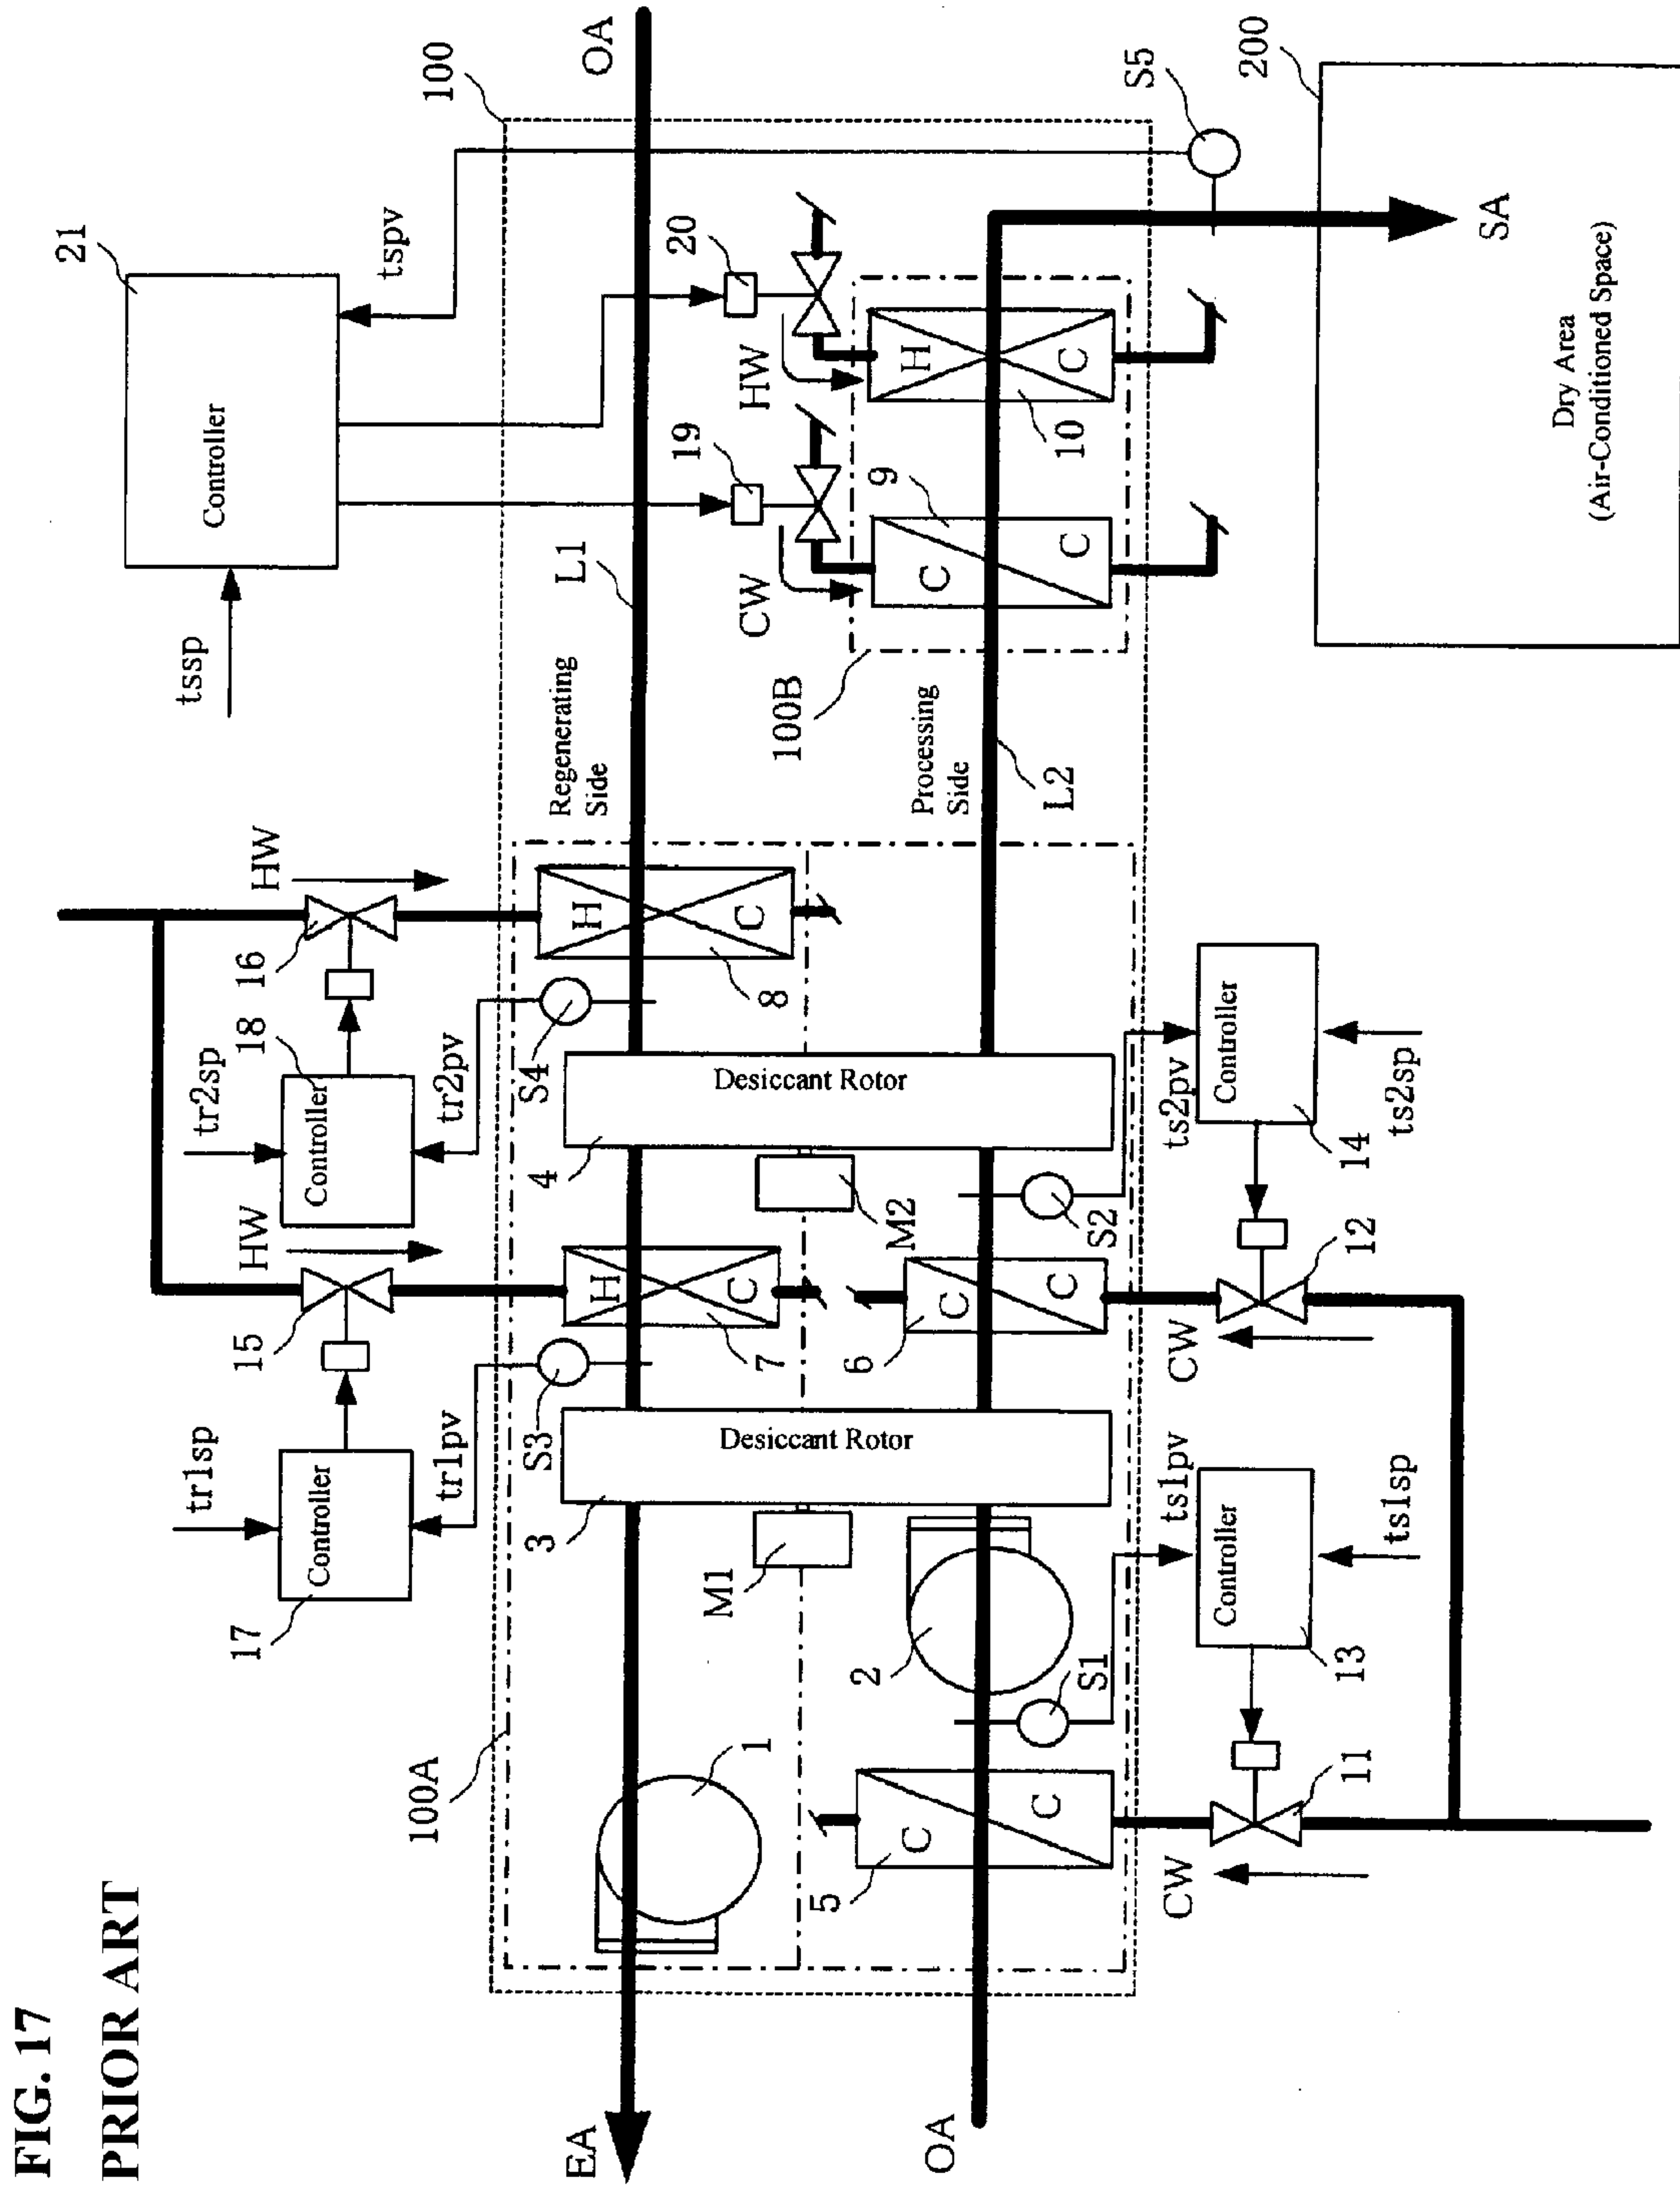 FIG. 17
PRIOR ART
21
Controller
tssp
tspv
HW
16
18
tr2sp
Controller
tr2pv
HW
15
tr1sp
Controller
17
tr1pv
100
OA
20
HW
19
CW
L1
Regenerating
Side
H
C
10
9
C
C
100B
Processing
Side
L2
H
C
8
S4
Desiccant Rotor
4
M2
H
C
7
S3
Desiccant Rotor
3
M1
C
C
6
S2
2
S1
1
100A
C
C
5
EA
OA
S5
200
SA
Dry Area
(Air-Conditioned Space)
ts2pv
Controller
14
ts2sp
12
CW
ts1pv
Controller
13
ts1sp
11
CW